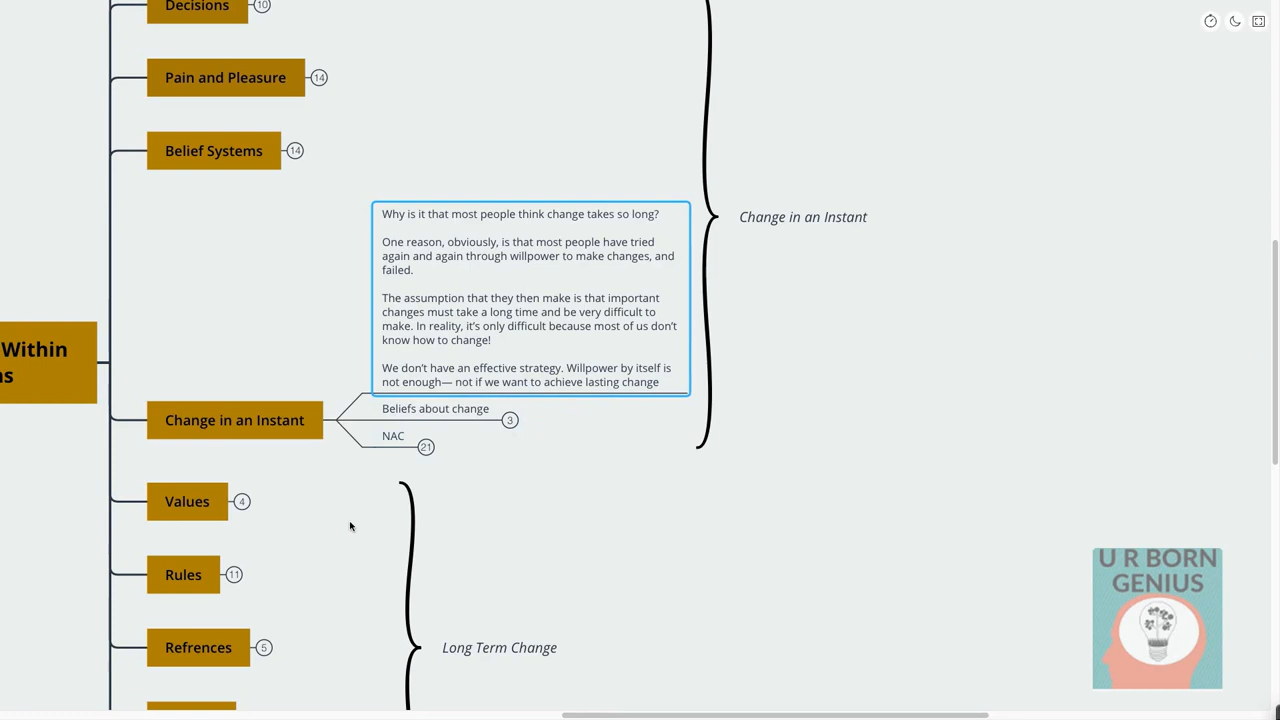 Decisions
10
Pain and Pleasure
14
Belief Systems
14
Why is it that most people think change takes so long?
One reason, obviously, is that most people have tried
again and again through willpower to make changes, and
failed.
The assumption that they then make is that important
changes must take a long time and be very difficult to
make. In reality, it's only difficult because most of us don't
know how to change!
We don't have an effective strategy. Willpower by itself is
not enough— not if we want to achieve lasting change
Change in an Instant
Within
ns
Change in an Instant
Beliefs about change
3
NAC
21
Values
4
Rules
11
Refrences
5
Long Term Change
U R BORN
GENIUS